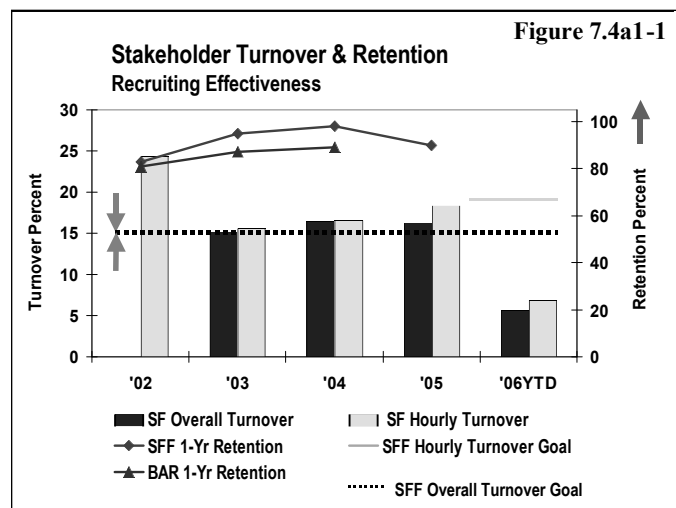 Figure 7.4a1-1
Stakeholder Turnover & Retention
Recruiting Effectiveness
30
25
20
15
10
5
0
Turnover Percent
100
80
60
40
20
0
Retention Percent
'02 '03 '04 '05 '06YTD
SF Overall Turnover SF Hourly Turnover
SFF 1-Yr Retention SFF Hourly Turnover Goal
BAR 1-Yr Retention SFF Overall Turnover Goal